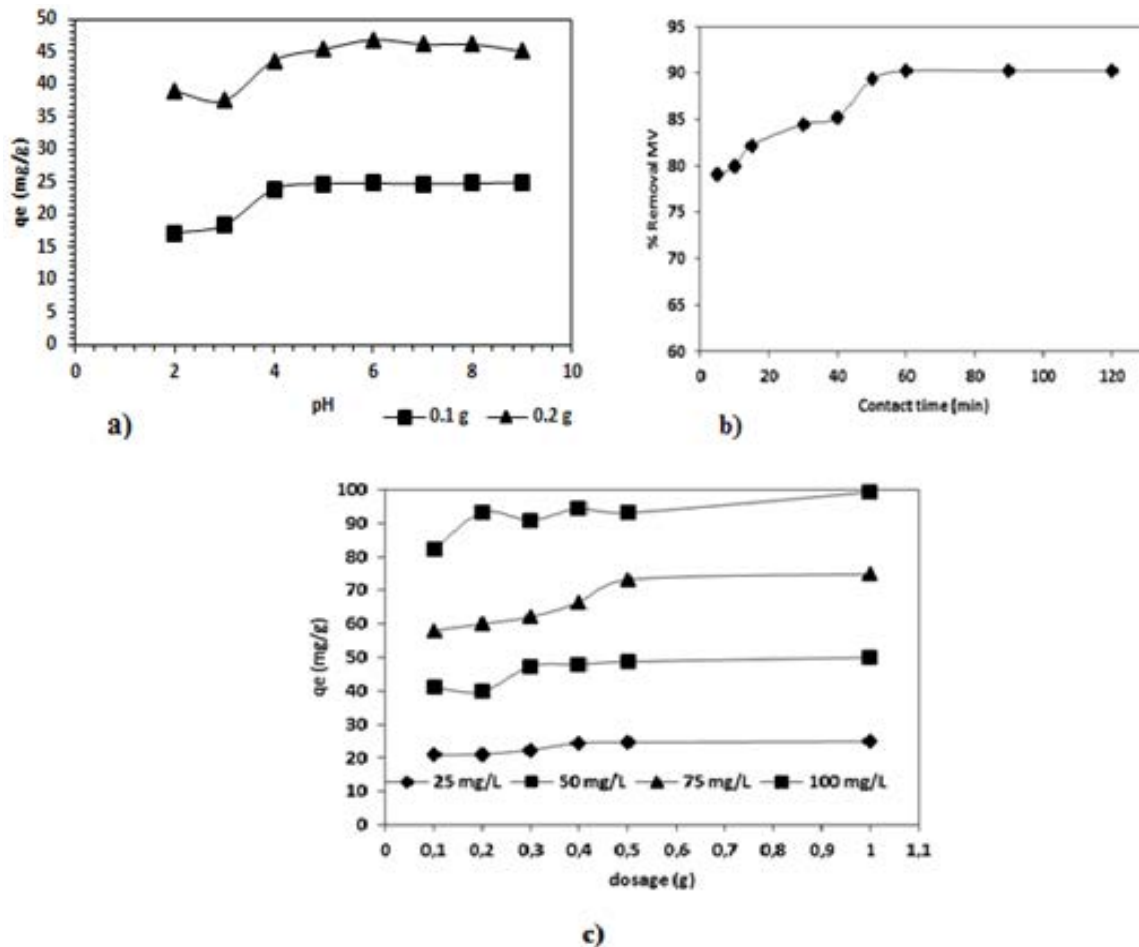 50
45
40
35
30
25
20
15
10
5
0
qe (mg/g)
0 2 4 6 8 10
pH
0.1 g 0.2 g
a)
95
90
85
80
75
70
65
60
% Removal MV
0 20 40 60 80 100 120
Contact time (min)
b)
100
90
80
70
60
50
40
30
20
10
0
qe (mg/g)
25 mg/L 50 mg/L 75 mg/L 100 mg/L
0 0,1 0,2 0,3 0,4 0,5 0,6 0,7 0,8 0,9 1 1,1
dosage (g)
c)